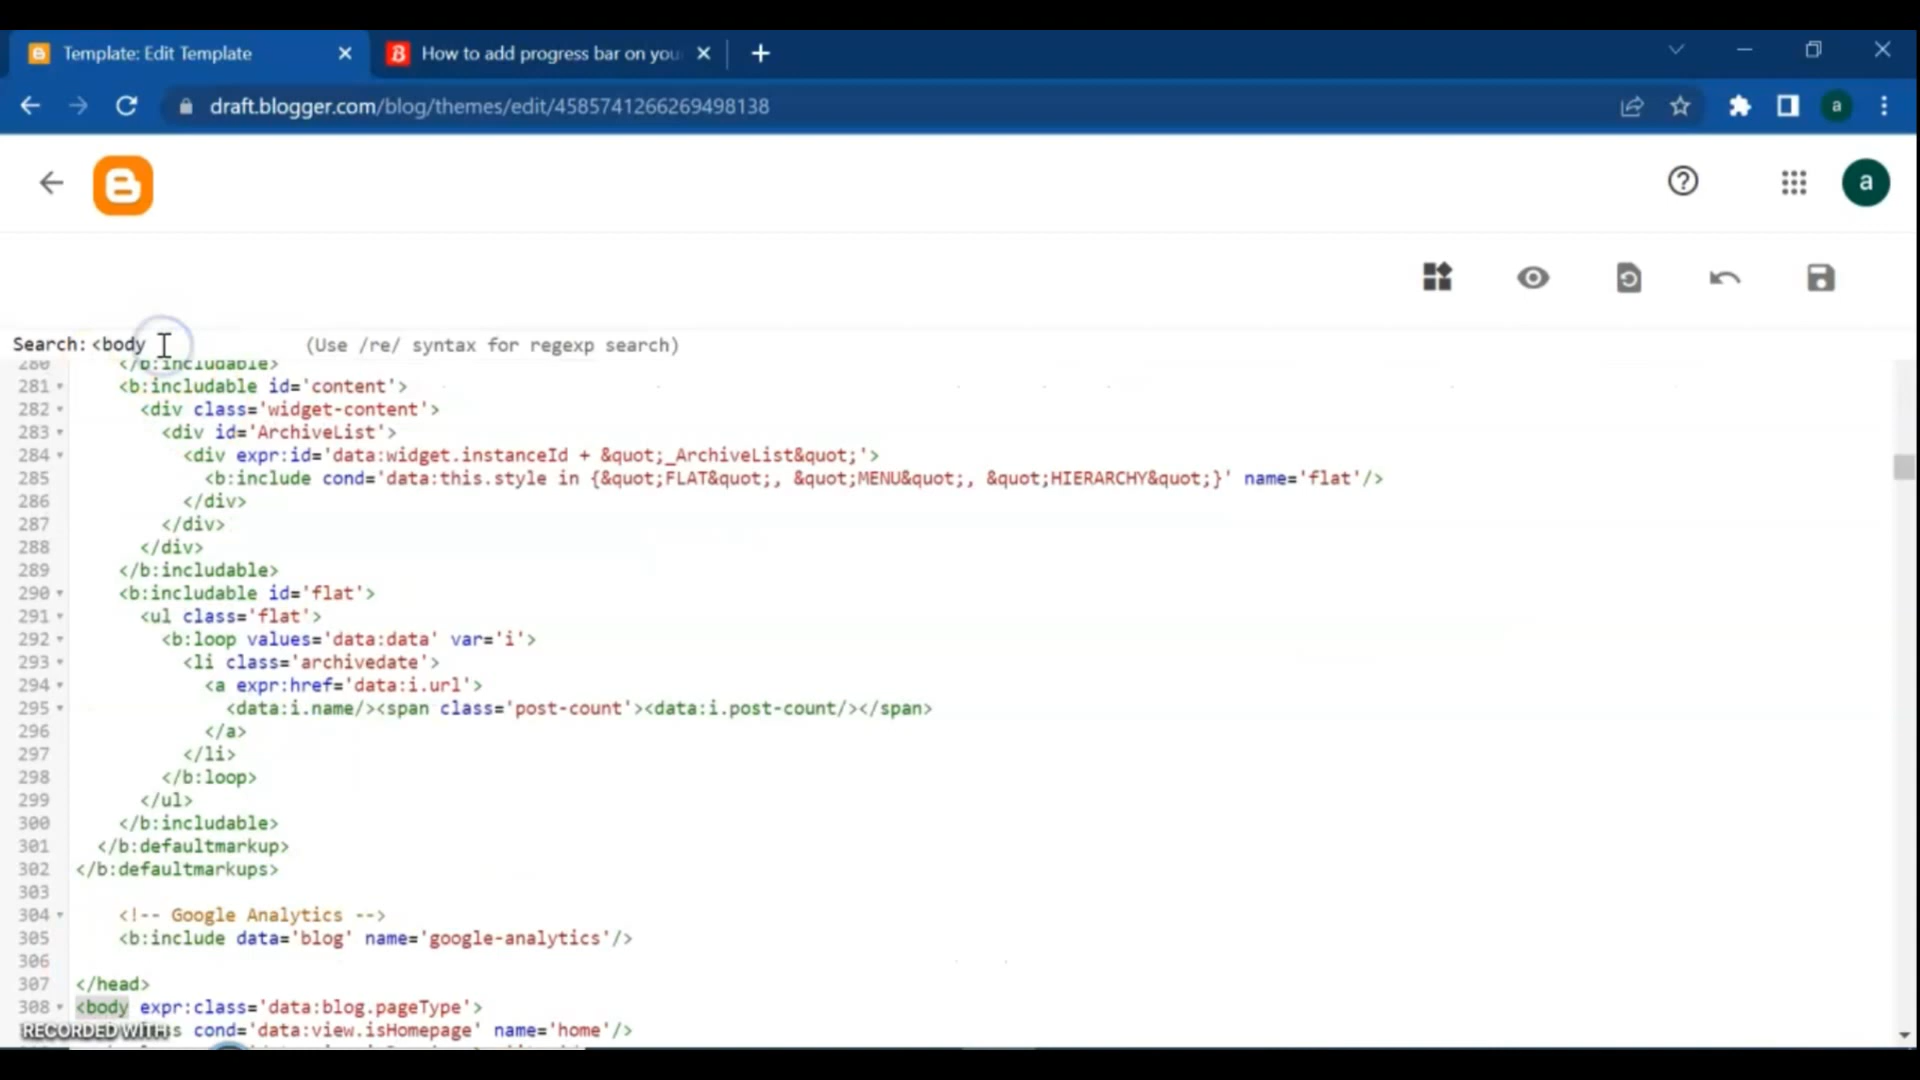 Template: Edit Template
How to add progress bar on you
draft.blogger.com/blog/themes/edit/4585741266269498138
a
a
Search: <body (Use /re/ syntax for regexp search)
280 </b:includable>
281 <b:includable id='content'>
282 <div class='widget-content'>
283 <div id='ArchiveList'>
284 <div expr:id='data:widget.instanceId + &quot;_ArchiveList&quot;'>
285 <b:include cond='data:this.style in {&quot;FLAT&quot;, &quot;MENU&quot;, &quot;HIERARCHY&quot;}' name='flat'/>
286 </div>
287 </div>
288 </div>
289 </b:includable>
290 <b:includable id='flat'>
291 <ul class='flat'>
292 <b:loop values='data:data' var='i'>
293 <li class='archivedate'>
294 <a expr:href='data:i.url'>
295 <data:i.name/><span class='post-count'><data:i.post-count/></span>
296 </a>
297 </li>
298 </b:loop>
299 </ul>
300 </b:includable>
301 </b:defaultmarkup>
302 </b:defaultmarkups>
303
304 <!-- Google Analytics -->
305 <b:include data='blog' name='google-analytics'/>
306
307 </head>
308 <body expr:class='data:blog.pageType'>
RECORDED WITH ss cond='data:view.isHomepage' name='home'/>